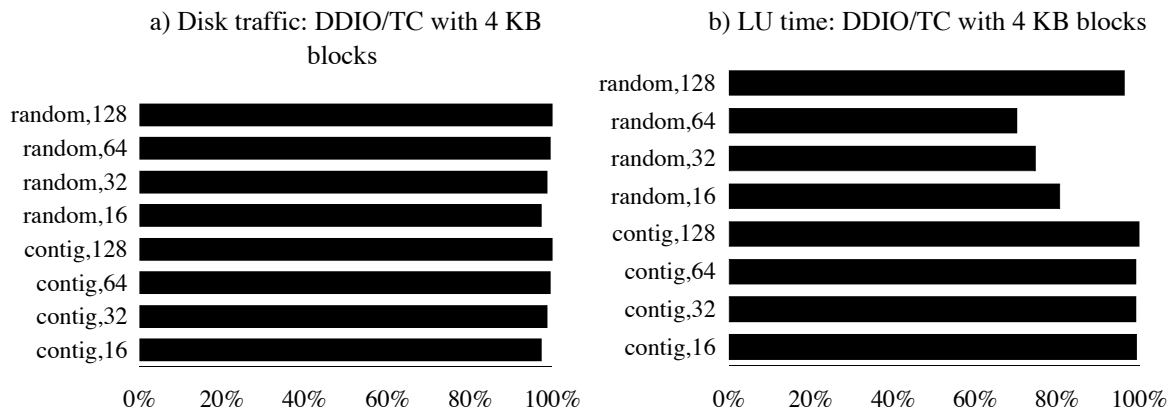 a) Disk traffic: DDIO/TC with 4 KB
blocks
random,128
random,64
random,32
random,16
contig,128
contig,64
contig,32
contig,16
0% 20% 40% 60% 80% 100%
b) LU time: DDIO/TC with 4 KB blocks
random,128
random,64
random,32
random,16
contig,128
contig,64
contig,32
contig,16
0% 20% 40% 60% 80% 100%